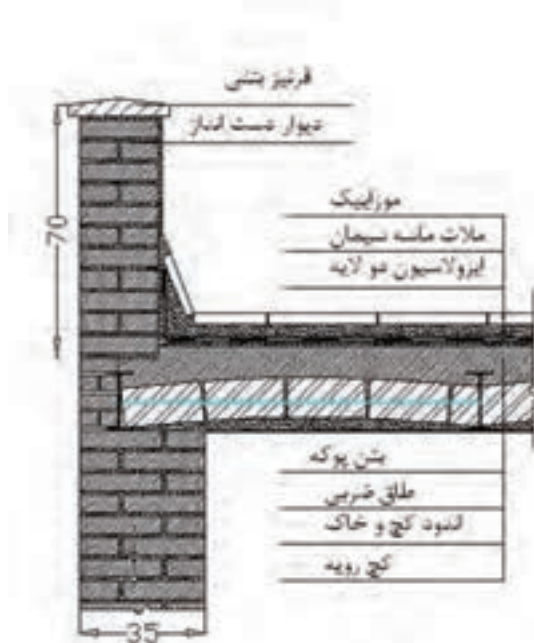 قرنیز بتنی
دیوار دست انداز
موزاییک
ملات ماسه سیمان
ایزولاسیون دو لایه
70
بتن پوکه
طاق ضربی
اندود گچ و خاک
گچ رویه
35